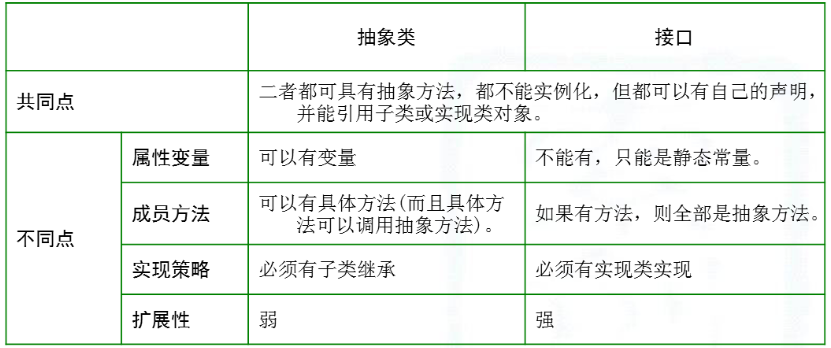 抽象类
接口
共同点
二者都可具有抽象方法，都不能实例化，但都可以有自己的声明，
并能引用子类或实现类对象。
不同点
属性变量
可以有变量
不能有，只能是静态常量。
成员方法
可以有具体方法(而且具体方
法可以调用抽象方法)。
如果有方法，则全部是抽象方法。
实现策略
必须有子类继承
必须有实现类实现
扩展性
弱
强